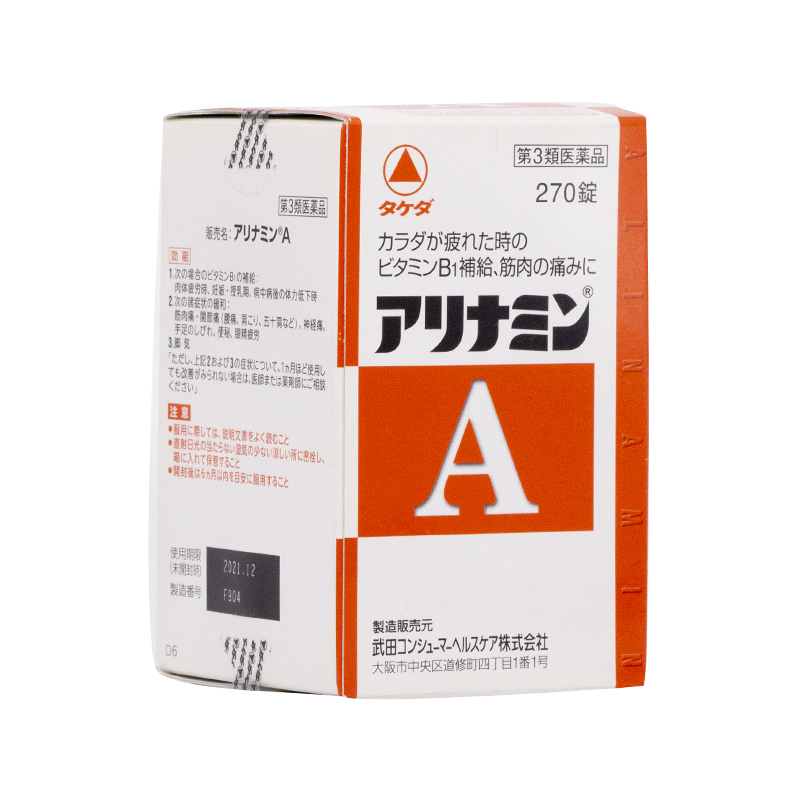 第3類医薬品
販売名:アリナミン®A
効能
1.次の場合のビタミンB1の補給:
肉体疲労時、妊娠・授乳期、病中病後の体力低下時
2.次の諸症状の緩和:
筋肉痛・関節痛(腰痛、肩こり、五十肩など)、神経痛、
手足のしびれ、便秘、眼精疲労
3.脚気
「ただし、上記2および3の症状について、1ヵ月ほど使用し
ても改善がみられない場合は、医師または薬剤師にご相談
ください」
注意
●服用に際しては、説明文書をよく読むこと
●直射日光の当たらない湿気の少ない涼しい所に密栓し、
箱に入れて保管すること
●開封後は6ヵ月以内を目安に服用すること
使用期限
(未開封時)
2021.12
製造番号
F904
D6
タケダ
第3類医薬品
270錠
カラダが疲れた時の
ビタミンB1補給、筋肉の痛みに
アリナミン®
A
製造販売元
武田コンシューマーヘルスケア株式会社
大阪市中央区道修町四丁目1番1号
ALINAMIN